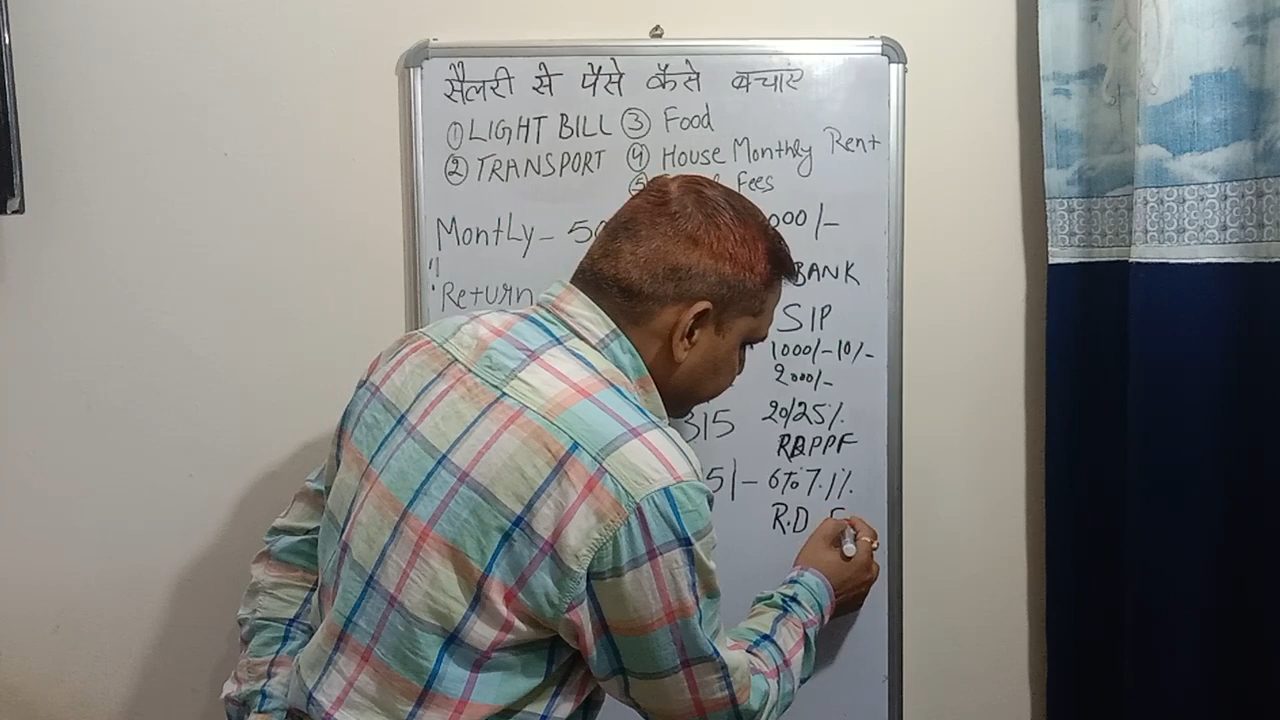 सैलरी से पैसे कैसे बचाएं
① LIGHT BILL ③ Food
② TRANSPORT ④ House Monthly Rent
⑤ Fees
Montly - 50 000/-
BANK
"Return
SIP
1000/- 10/-
2000/-
315 20/25%.
PPF
5/- 6 To 7.1%.
R.D